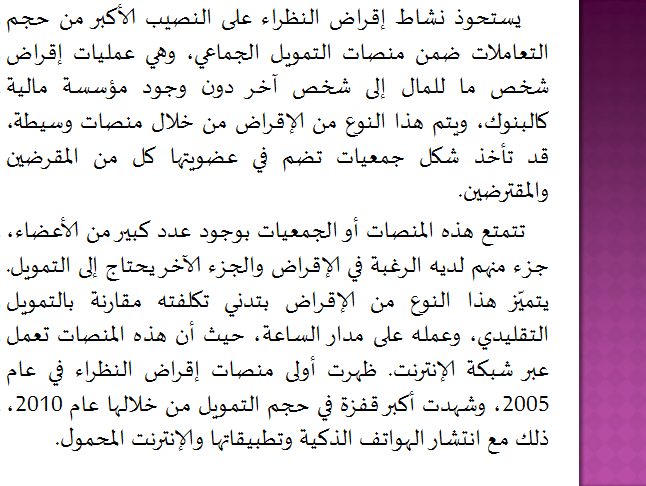 يستحوذ نشاط إقراض النظراء على النصيب الأكبر من حجم
التعاملات ضمن منصات التمويل الجماعي، وهي عمليات إقراض
شخص ما للمال إلى شخص آخر دون وجود مؤسسة مالية
كالبنوك، ويتم هذا النوع من الإقراض من خلال منصات وسيطة،
قد تأخذ شكل جمعيات تضم في عضويتها كل من المقرضين
والمقترضين.
تتمتع هذه المنصات أو الجمعيات بوجود عدد كبير من الأعضاء،
جزء منهم لديه الرغبة في الإقراض والجزء الآخر يحتاج إلى التمويل.
يتميّز هذا النوع من الإقراض بتدني تكلفته مقارنة بالتمويل
التقليدي، وعمله على مدار الساعة، حيث أن هذه المنصات تعمل
عبر شبكة الإنترنت. ظهرت أولى منصات إقراض النظراء في عام
2005، وشهدت أكبر قفزة في حجم التمويل من خلالها عام 2010،
ذلك مع انتشار الهواتف الذكية وتطبيقاتها والإنترنت المحمول.